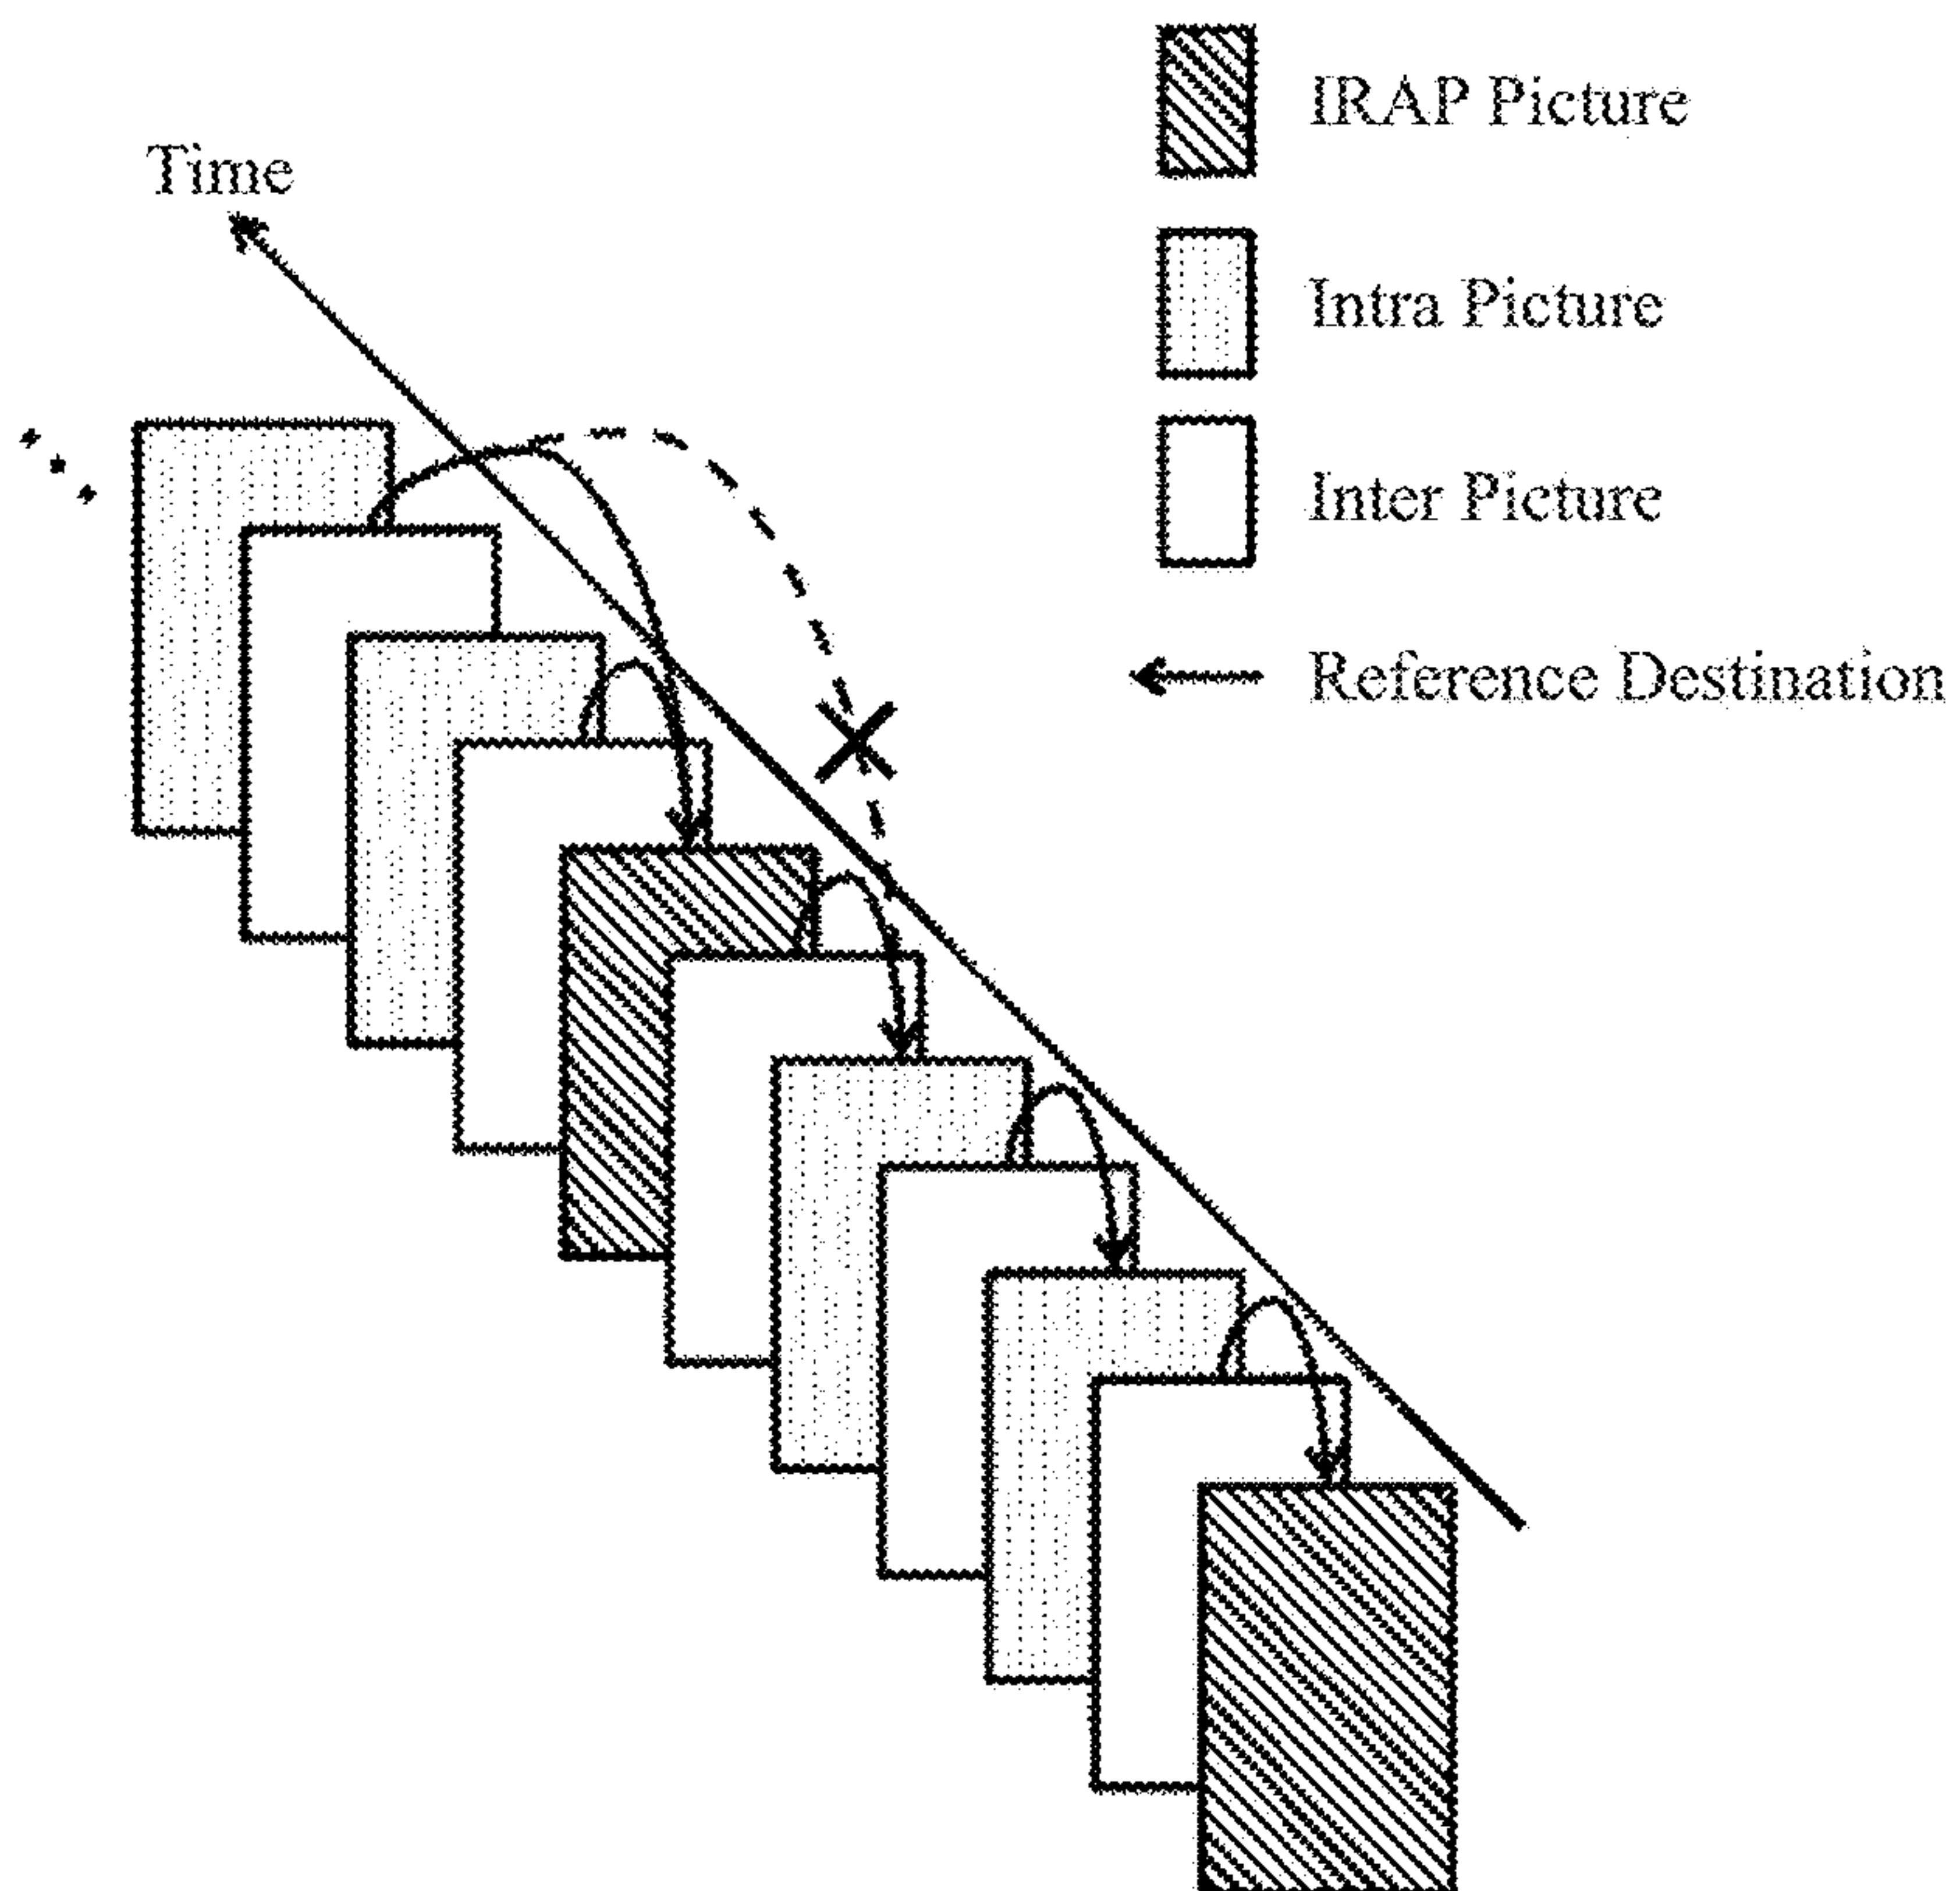 Time
IRAP Picture
Intra Picture
Inter Picture
Reference Destination